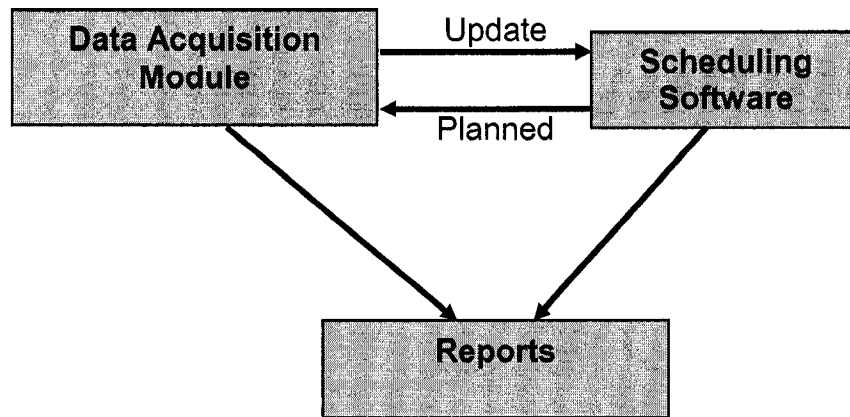 Data Acquisition
Module
Update
Scheduling
Software
Planned
Reports